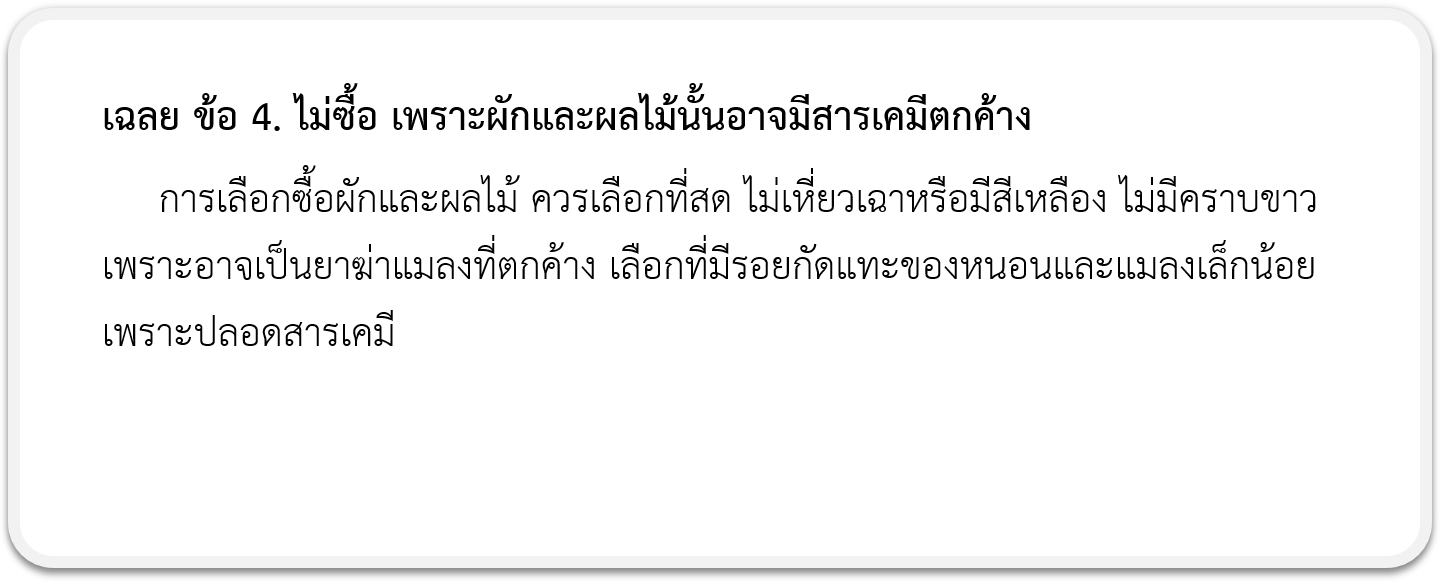 เฉลย ข้อ 4. ไม่ซื้อ เพราะผักและผลไม้นั้นอาจมีสารเคมีตกค้าง
การเลือกซื้อผักและผลไม้ ควรเลือกที่สด ไม่เหี่ยวเฉาหรือมีสีเหลือง ไม่มีคราบขาว
เพราะอาจเป็นยาฆ่าแมลงที่ตกค้าง เลือกที่มีรอยกัดแทะของหนอนและแมลงเล็กน้อย
เพราะปลอดสารเคมี